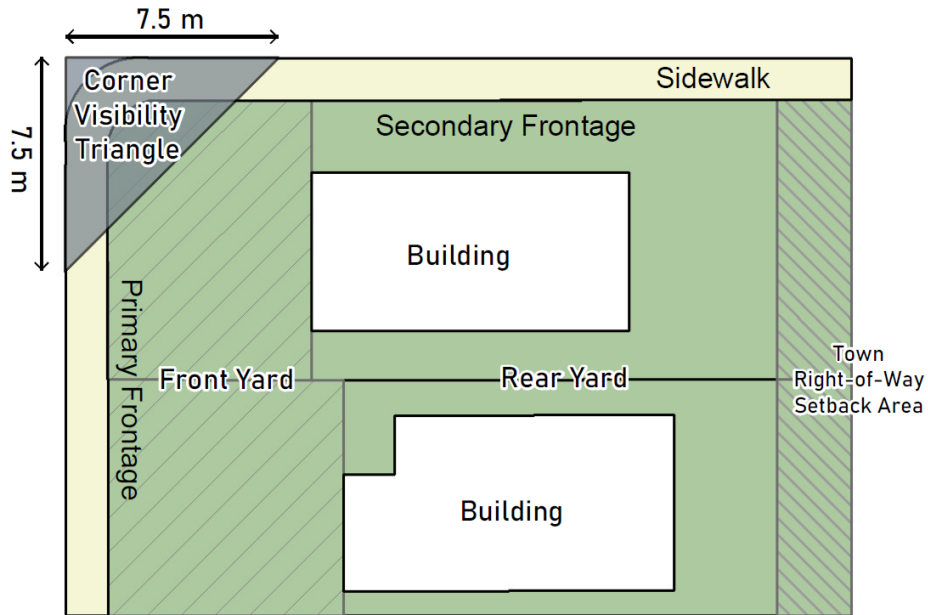 7.5 m
Corner
Visibility
Triangle
7.5 m
Sidewalk
Secondary Frontage
Building
Primary Frontage
Front Yard
Rear Yard
Town
Right-of-Way
Setback Area
Building